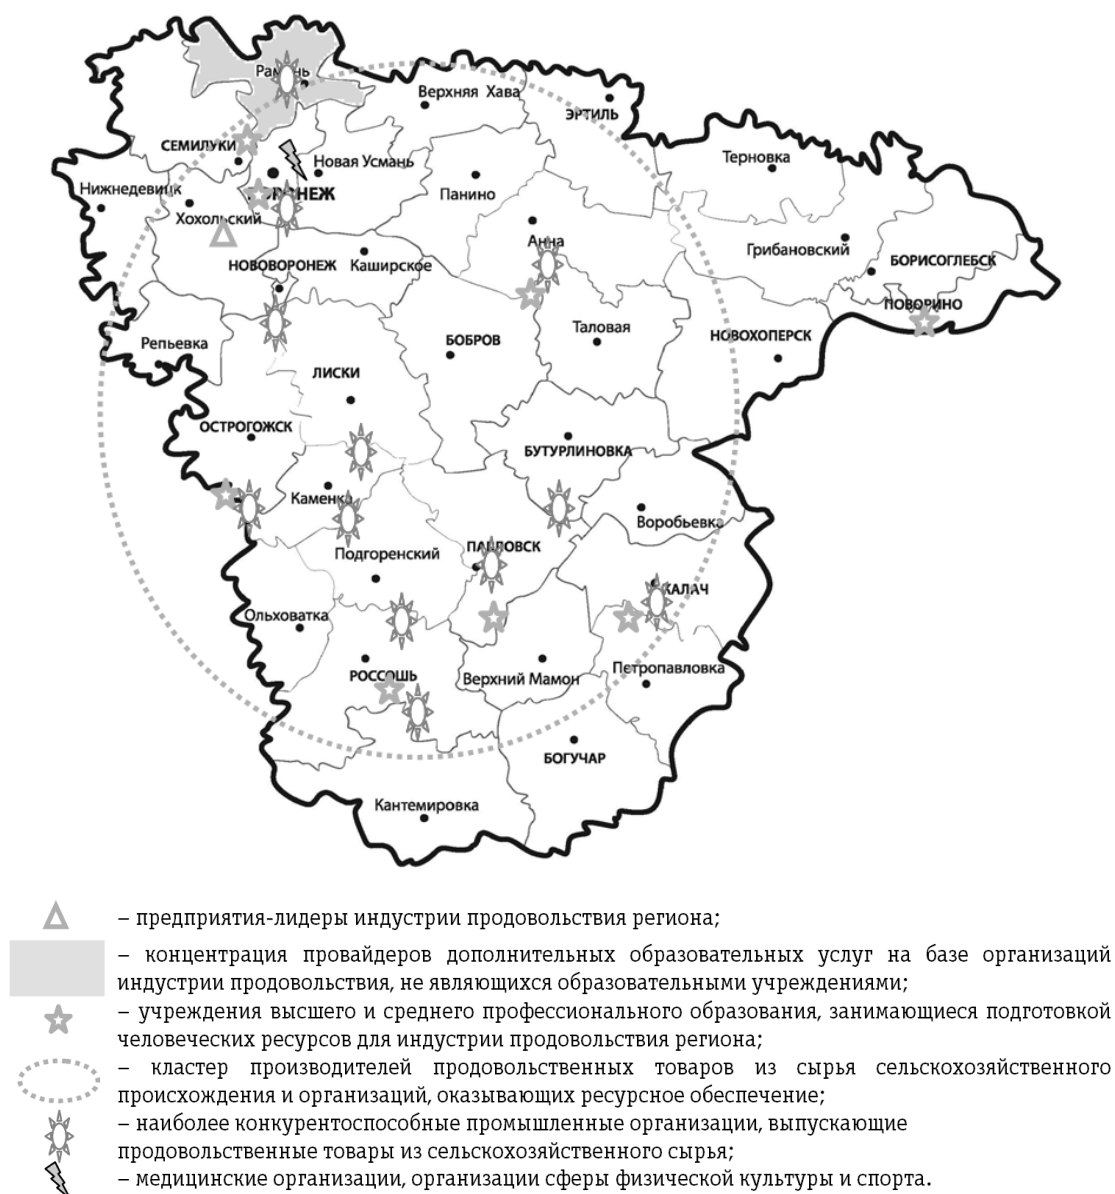 Рамонь
Верхняя Хава
ЭРТИЛЬ
СЕМИЛУКИ
Новая Усмань
Терновка
Нижнедевицк
ВОРОНЕЖ
Панино
Хохольский
Анна
Грибановский
НОВОВОРОНЕЖ
Каширское
БОРИСОГЛЕБСК
ПОВОРИНО
Таловая
НОВОХОПЕРСК
Репьевка
БОБРОВ
ЛИСКИ
ОСТРОГОЖСК
БУТУРЛИНОВКА
Каменка
Воробьевка
Подгоренский
ПАВЛОВСК
КАЛАЧ
Ольховатка
РОССОШЬ
Верхний Мамон
Петропавловка
БОГУЧАР
Кантемировка
– предприятия-лидеры индустрии продовольствия региона;
– концентрация провайдеров дополнительных образовательных услуг на базе организаций
индустрии продовольствия, не являющихся образовательными учреждениями;
– учреждения высшего и среднего профессионального образования, занимающиеся подготовкой
человеческих ресурсов для индустрии продовольствия региона;
– кластер производителей продовольственных товаров из сырья сельскохозяйственного
происхождения и организаций, оказывающих ресурсное обеспечение;
– наиболее конкурентоспособные промышленные организации, выпускающие
продовольственные товары из сельскохозяйственного сырья;
– медицинские организации, организации сферы физической культуры и спорта.